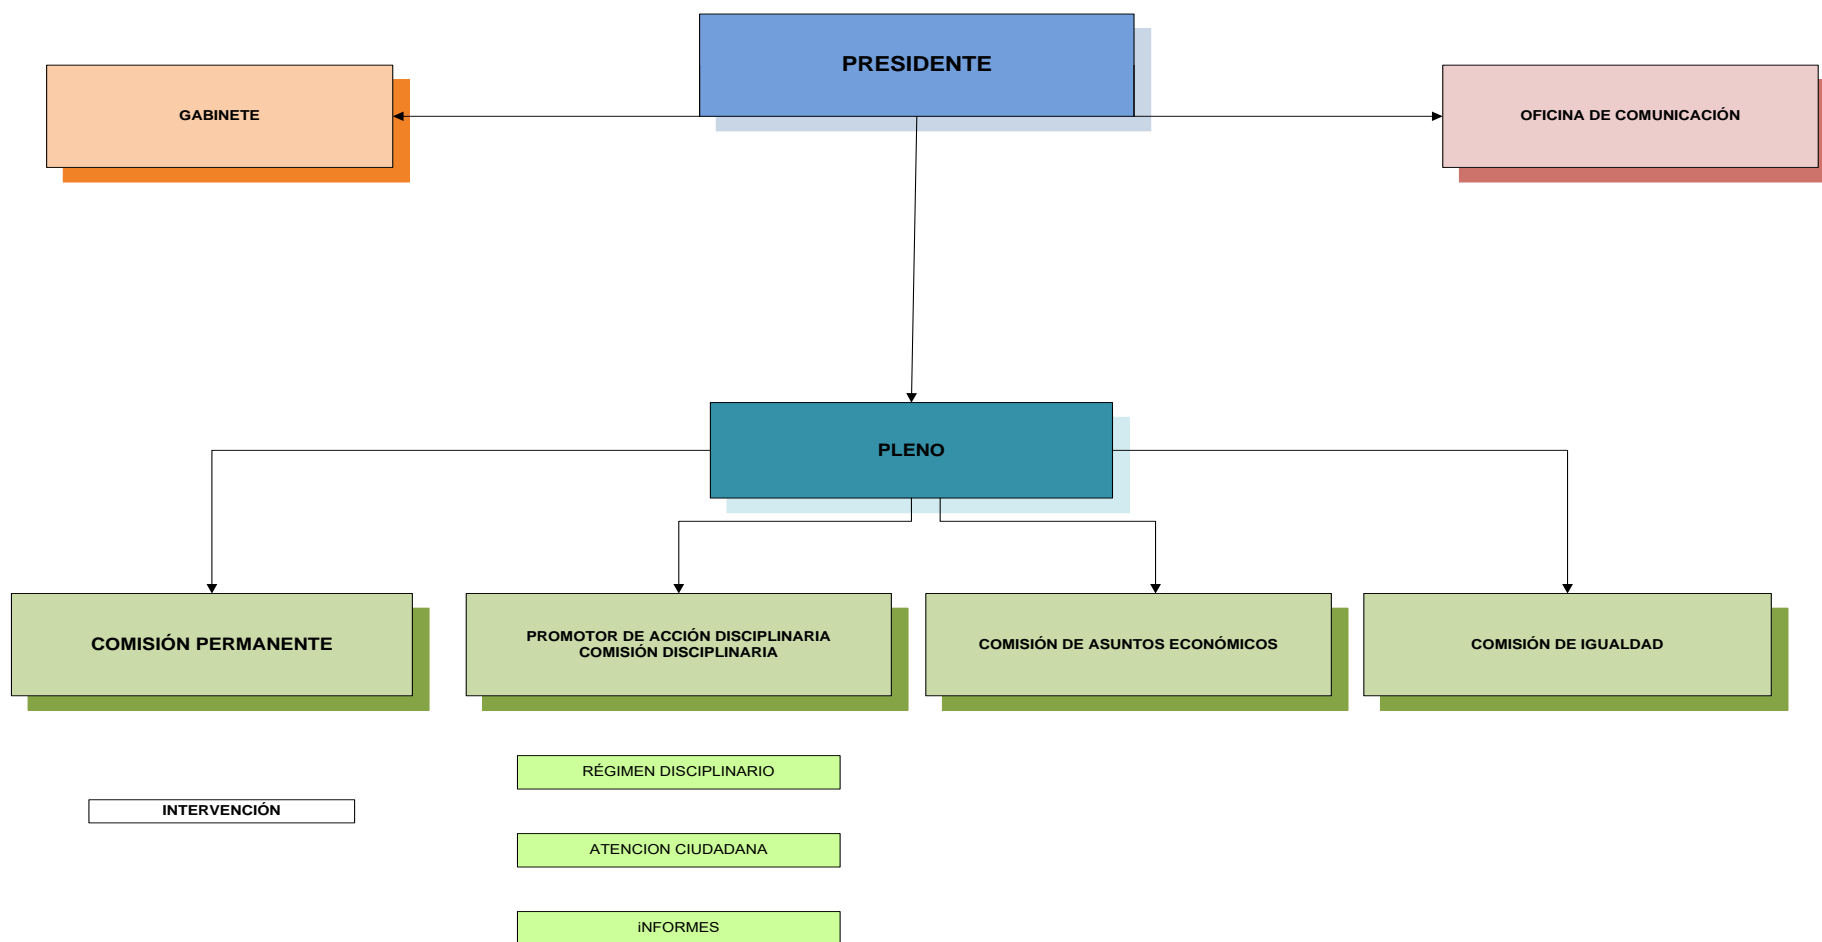 PRESIDENTE
GABINETE
OFICINA DE COMUNICACIÓN
PLENO
COMISIÓN PERMANENTE
PROMOTOR DE ACCIÓN DISCIPLINARIA
COMISIÓN DISCIPLINARIA
COMISIÓN DE ASUNTOS ECONÓMICOS
COMISIÓN DE IGUALDAD
RÉGIMEN DISCIPLINARIO
INTERVENCIÓN
ATENCION CIUDADANA
iNFORMES